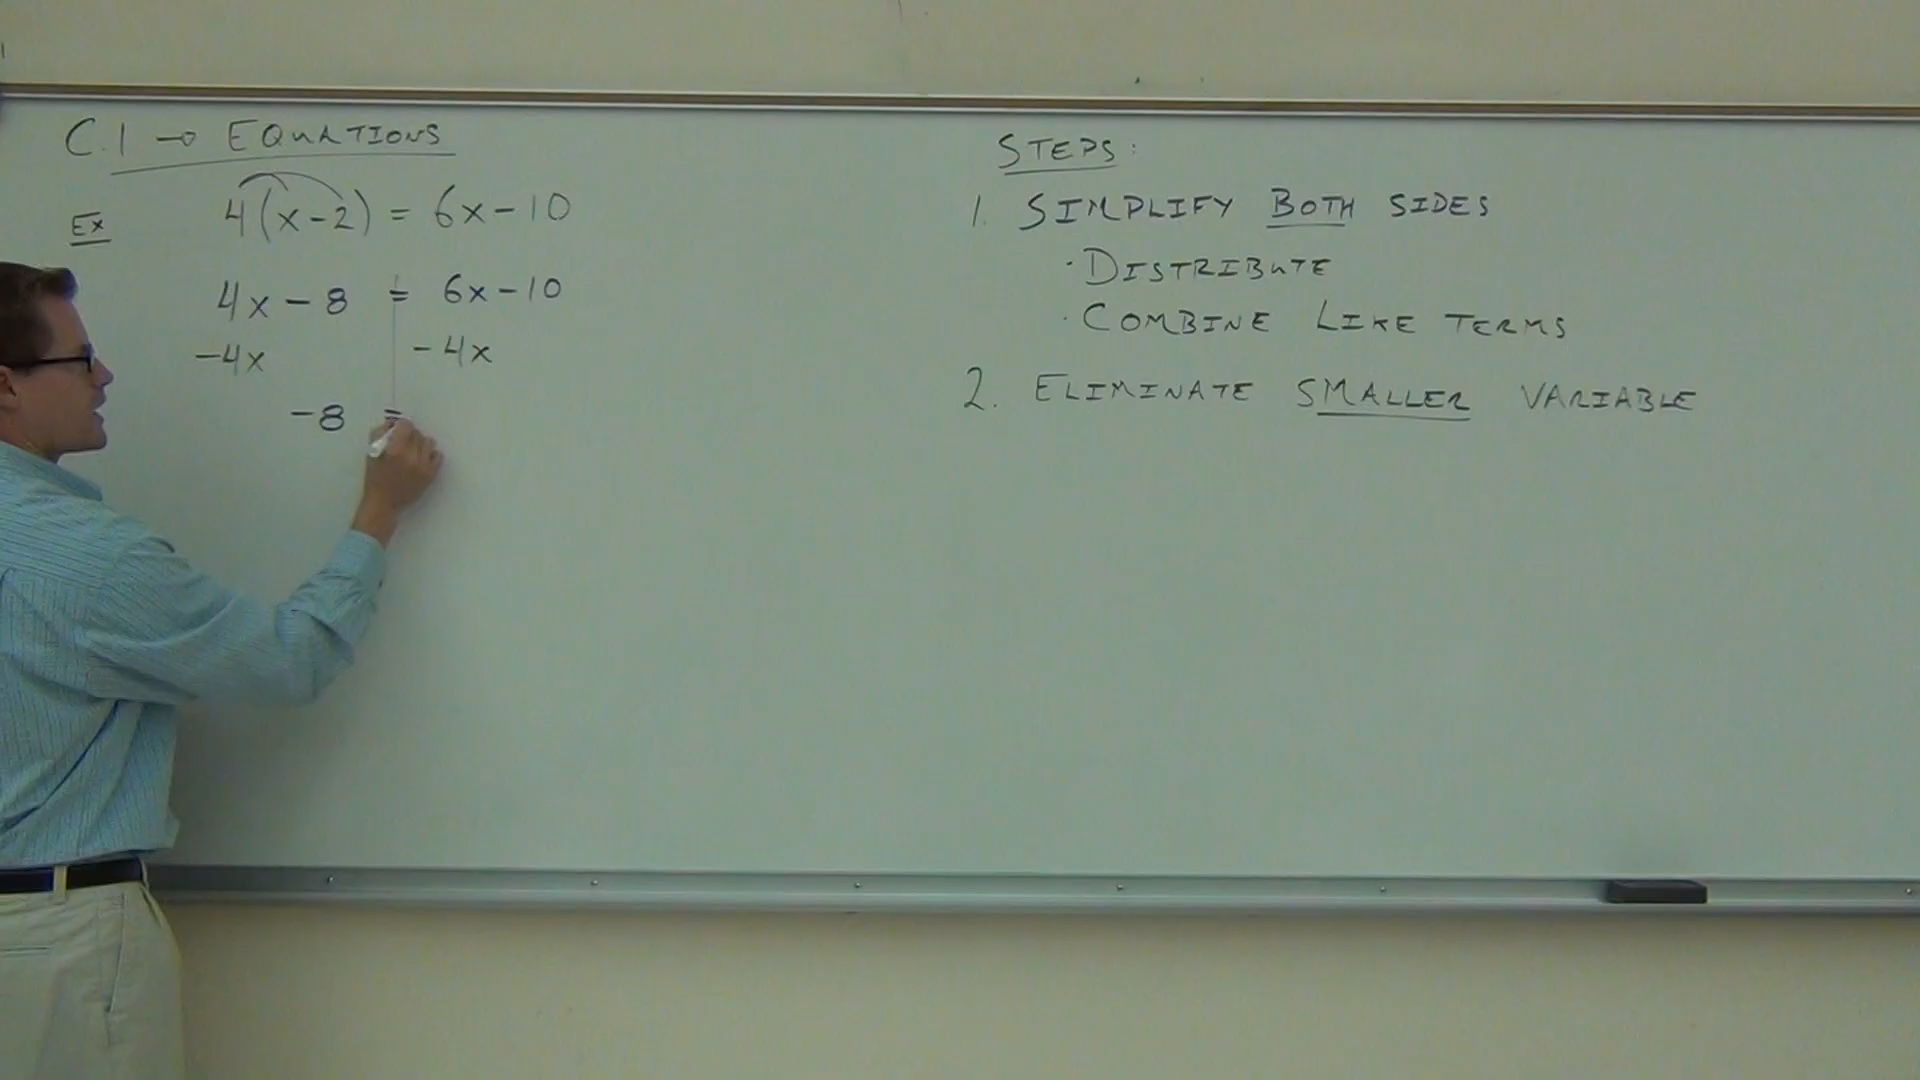 C.1 → EQUATIONS
Ex 4(x-2) = 6x-10
4x - 8 = 6x-10
-4x -4x
-8 =
STEPS:
1. SIMPLIFY BOTH SIDES
· DISTRIBUTE
· COMBINE LIKE TERMS
2. ELIMINATE SMALLER VARIABLE